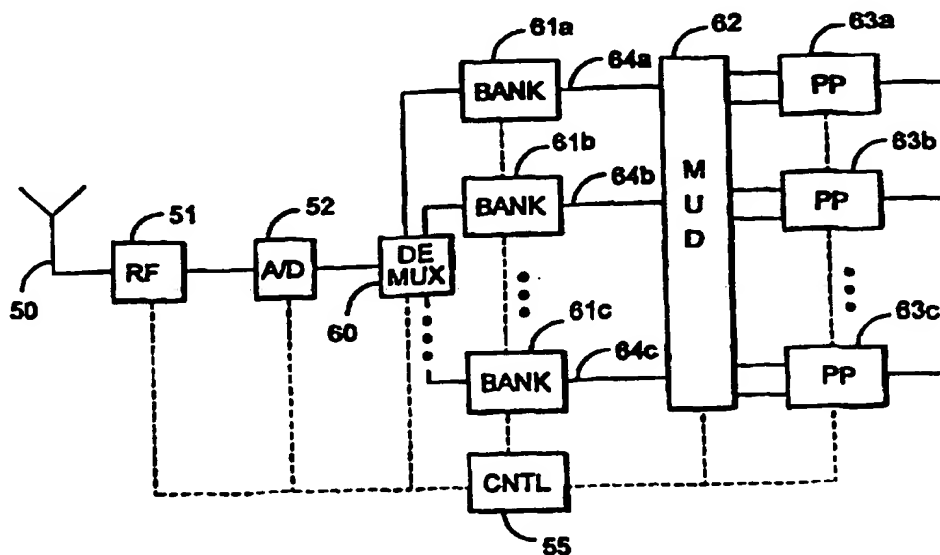 61a
62
63a
64a
BANK
PP
61b
63b
64b
BANK
M
U
D
PP
51
52
RF
A/D
DE
MUX
50
60
61c
63c
64c
BANK
PP
CNTL
55